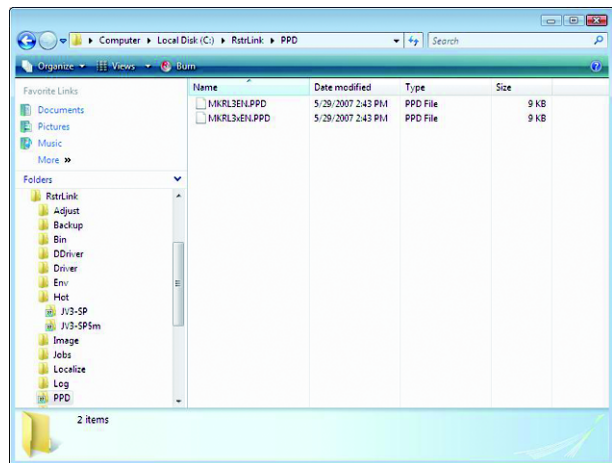 Computer ▸ Local Disk (C:) ▸ RstrLink ▸ PPD
Search
Organize Views Burn
Favorite Links
Documents
Pictures
Music
More »
Folders
RstrLink
Adjust
Backup
Bin
DDriver
Driver
Env
Hot
JV3-SP
JV3-SPSm
Image
Jobs
Localize
Log
PPD
Name Date modified Type Size
MKRL3EN.PPD 5/29/2007 2:43 PM PPD File 9 KB
MKRL3xEN.PPD 5/29/2007 2:43 PM PPD File 9 KB
2 items